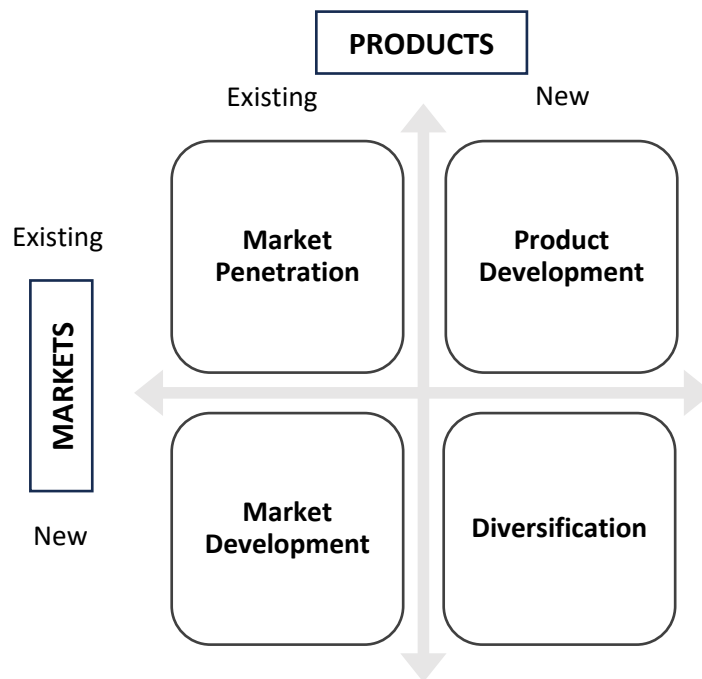 PRODUCTS
Existing
New
Existing
Market
Penetration
Product
Development
MARKETS
New
Market
Development
Diversification